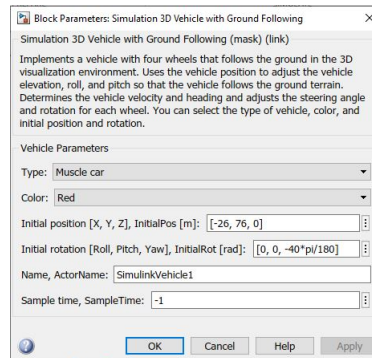 Block Parameters: Simulation 3D Vehicle with Ground Following
Simulation 3D Vehicle with Ground Following (mask) (link)
Implements a vehicle with four wheels that follows the ground in the 3D
visualization environment. Uses the vehicle position to adjust the vehicle
elevation, roll, and pitch so that the vehicle follows the ground terrain.
Determines the vehicle velocity and heading and adjusts the steering angle
and rotation for each wheel. You can select the type of vehicle, color, and
initial position and rotation.
Vehicle Parameters
Type: Muscle car
Color: Red
Initial position [X, Y, Z], InitialPos [m]: [-26, 76, 0]
Initial rotation [Roll, Pitch, Yaw], InitialRot [rad]: [0, 0, -40*pi/180]
Name, ActorName: SimulinkVehicle1
Sample time, SampleTime: -1
OK Cancel Help Apply